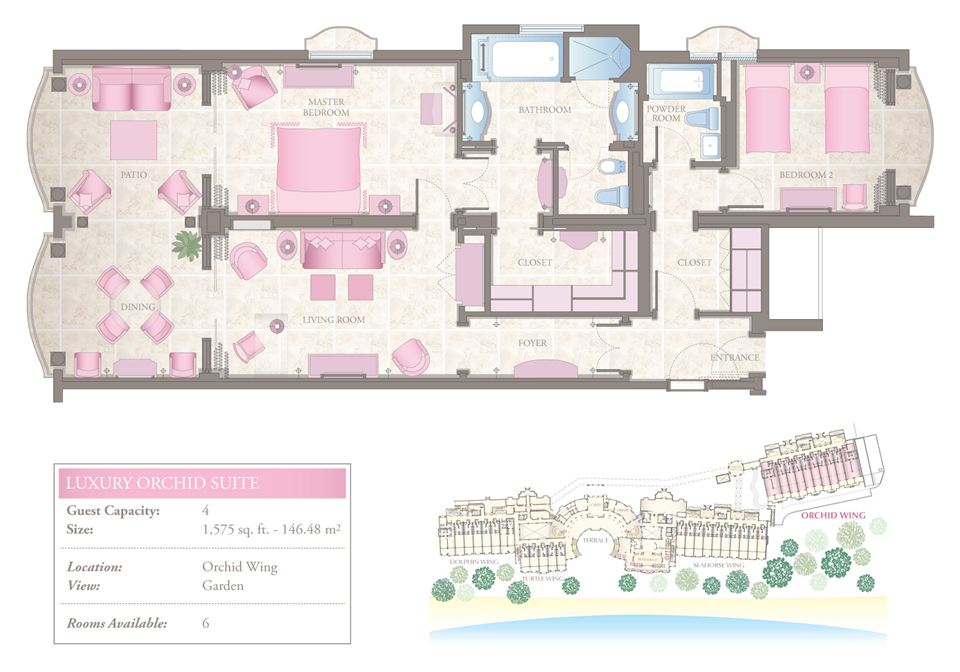 MASTER
BEDROOM
BATHROOM
POWDER
ROOM
PATIO
BEDROOM 2
CLOSET
CLOSET
DINING
LIVING ROOM
FOYER
ENTRANCE
LUXURY ORCHID SUITE
Guest Capacity: 4
Size: 1,575 sq. ft. - 146.48 m²
Location: Orchid Wing
View: Garden
Rooms Available: 6
ORCHID WING
TERRACE
DOLPHIN WING
TURTLE WING
SEAHORSE WING